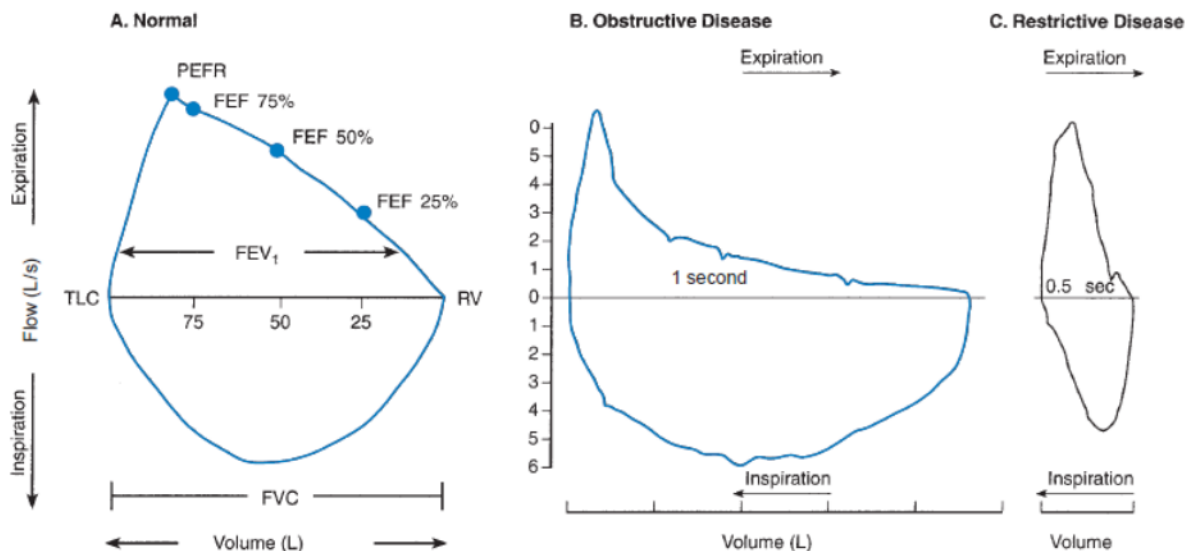 A. Normal
PEFR
FEF 75%
FEF 50%
FEF 25%
FEV1
TLC
RV
75 50 25
Expiration
Flow (L/s)
Inspiration
FVC
Volume (L)
B. Obstructive Disease
Expiration
0
5
4
3
2
1
0
1
2
3
4
5
6
1 second
Inspiration
Volume (L)
C. Restrictive Disease
Expiration
0.5 sec
Inspiration
Volume